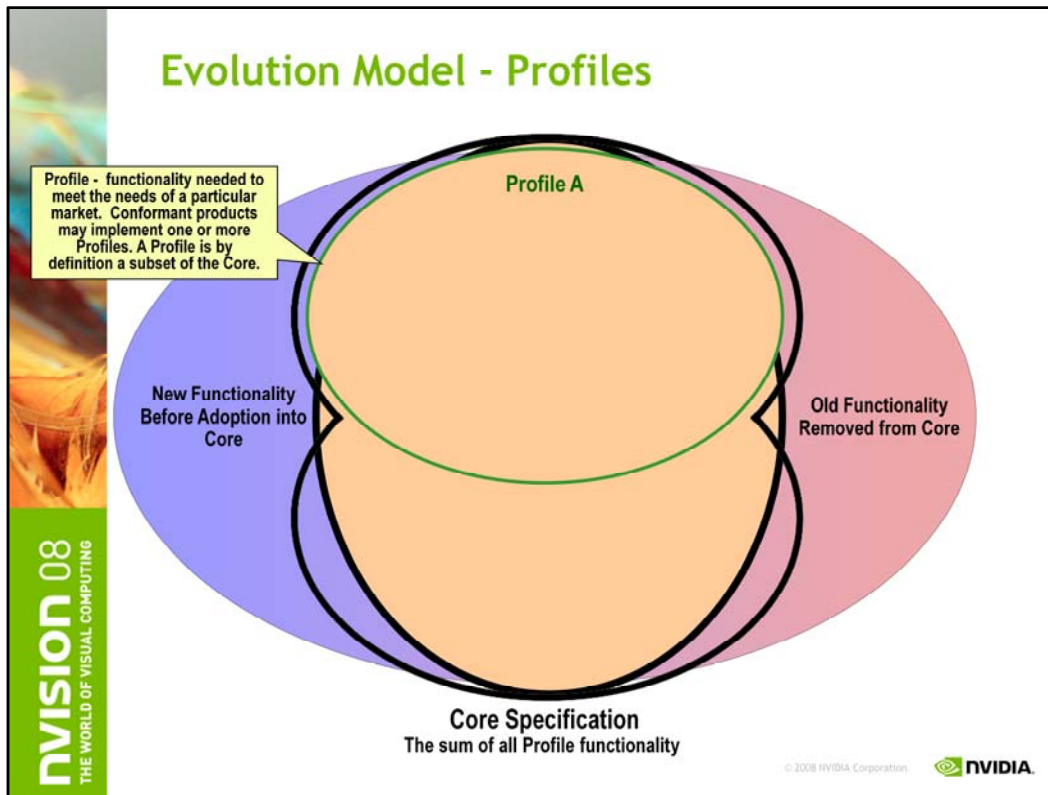 Evolution Model - Profiles
Profile - functionality needed to
meet the needs of a particular
market. Conformant products
may implement one or more
Profiles. A Profile is by
definition a subset of the Core.
Profile A
New Functionality
Before Adoption into
Core
Old Functionality
Removed from Core
Core Specification
The sum of all Profile functionality
nVISION 08
THE WORLD OF VISUAL COMPUTING
© 2008 NVIDIA Corporation.
NVIDIA.